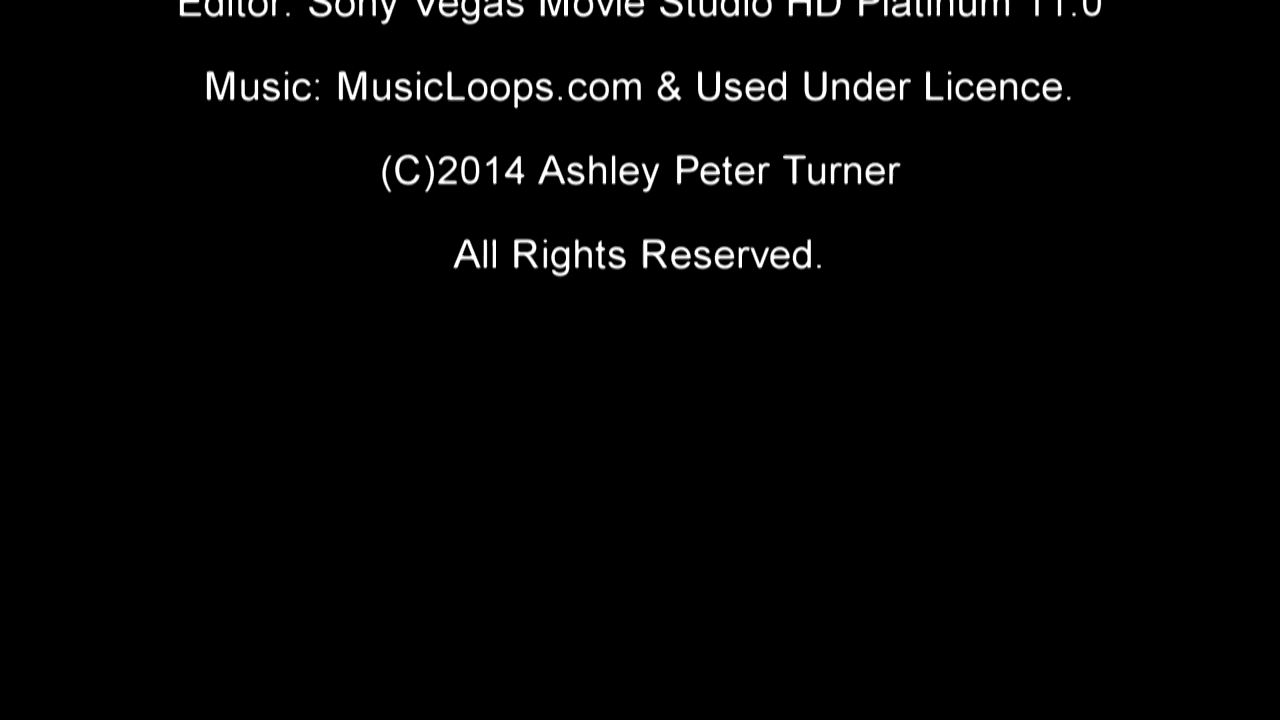 Editor: Sony Vegas Movie Studio HD Platinum 11.0
Music: MusicLoops.com & Used Under Licence.
(C)2014 Ashley Peter Turner
All Rights Reserved.